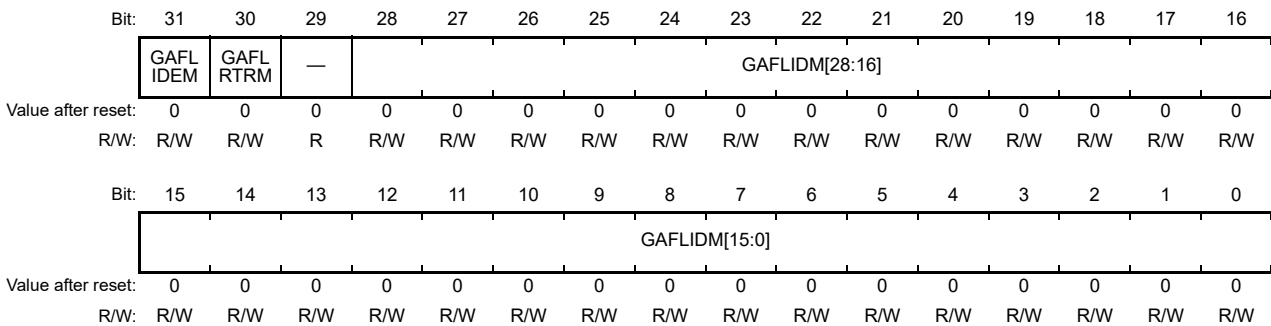 Bit: 31 30 29 28 27 26 25 24 23 22 21 20 19 18 17 16
GAFL IDEM GAFL RTRM — GAFLIDM[28:16]
Value after reset: 0 0 0 0 0 0 0 0 0 0 0 0 0 0 0 0
R/W: R/W R/W R R/W R/W R/W R/W R/W R/W R/W R/W R/W R/W R/W R/W R/W
Bit: 15 14 13 12 11 10 9 8 7 6 5 4 3 2 1 0
GAFLIDM[15:0]
Value after reset: 0 0 0 0 0 0 0 0 0 0 0 0 0 0 0 0
R/W: R/W R/W R/W R/W R/W R/W R/W R/W R/W R/W R/W R/W R/W R/W R/W R/W